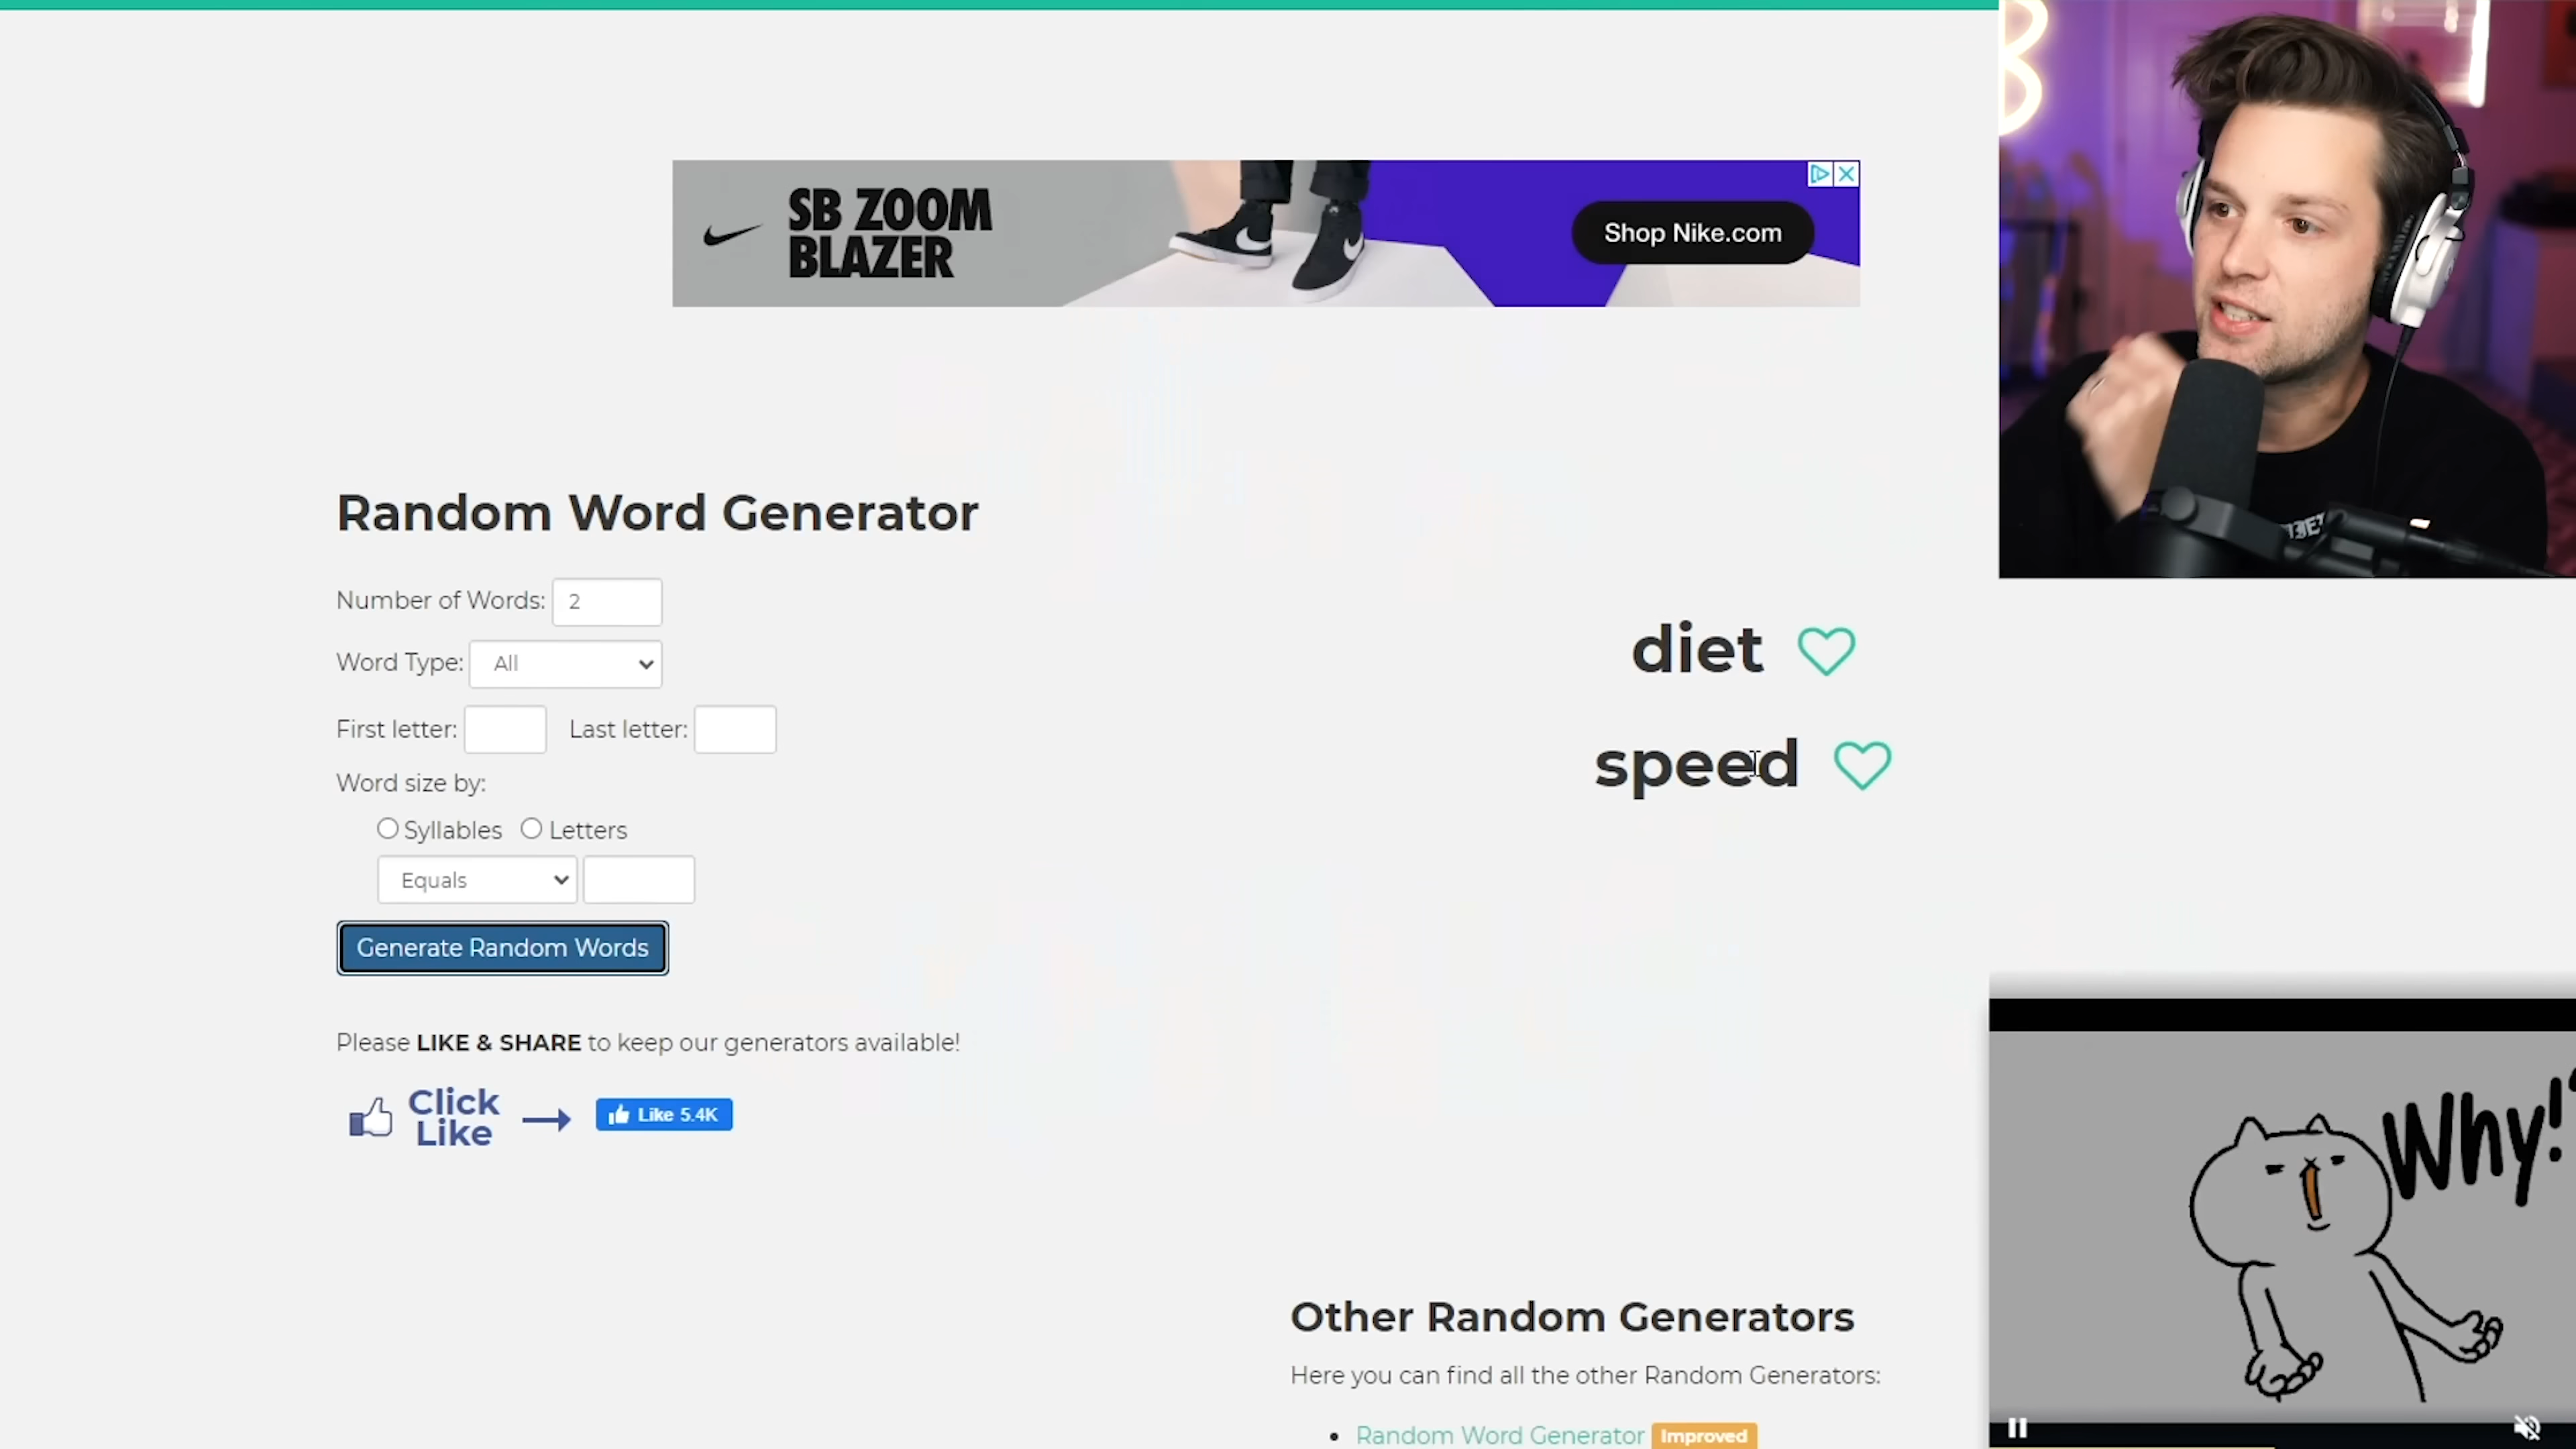 SB ZOOM
BLAZER
Shop Nike.com
Random Word Generator
Number of Words: 2
Word Type: All
First letter: Last letter:
Word size by:
Syllables Letters
Equals
Generate Random Words
diet
speed
Please LIKE & SHARE to keep our generators available!
Click
Like
Like 5.4K
Why!
Other Random Generators
Here you can find all the other Random Generators:
Random Word Generator Improved